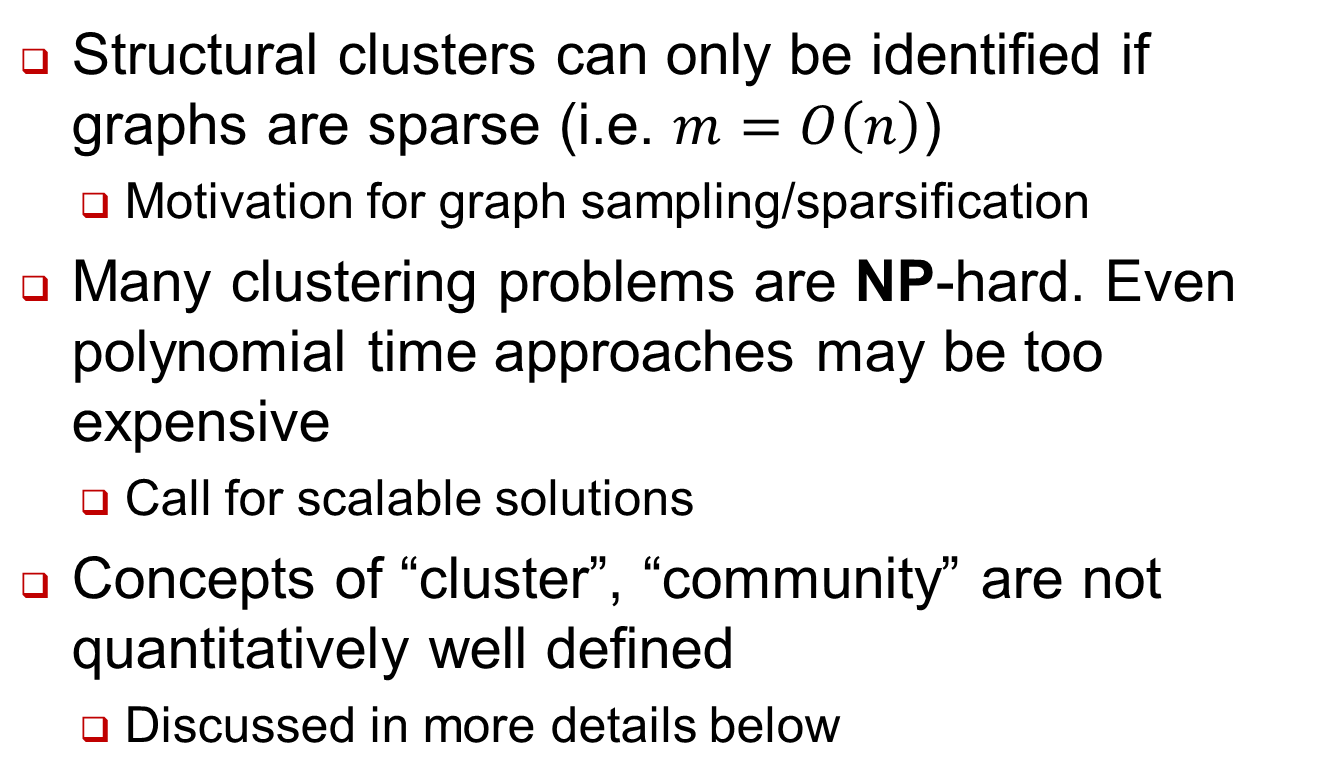 ❑ Structural clusters can only be identified if
graphs are sparse (i.e. 𝑚 = 𝑂(𝑛))
❑ Motivation for graph sampling/sparsification
❑ Many clustering problems are NP-hard. Even
polynomial time approaches may be too
expensive
❑ Call for scalable solutions
❑ Concepts of “cluster”, “community” are not
quantitatively well defined
❑ Discussed in more details below